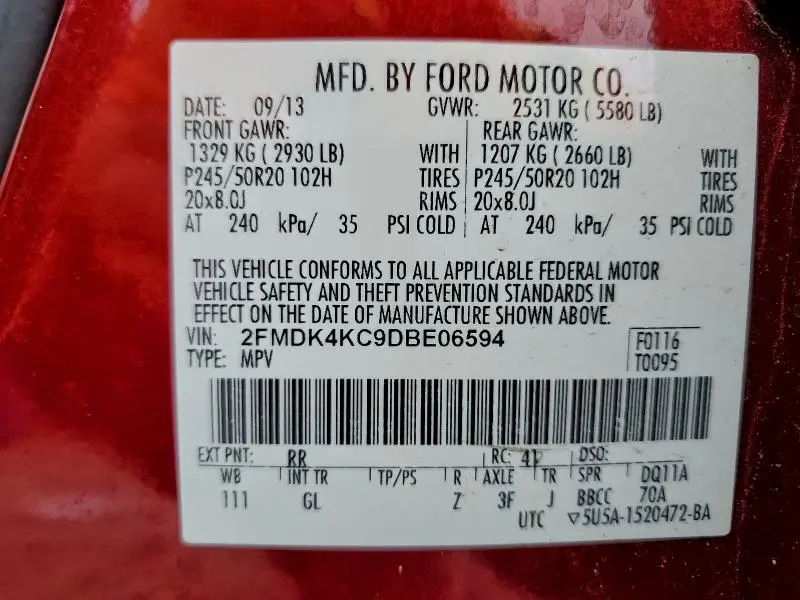 MFD. BY FORD MOTOR CO.
DATE: 09/13 GVWR: 2531 KG ( 5580 LB)
FRONT GAWR: REAR GAWR:
1329 KG ( 2930 LB) WITH 1207 KG ( 2660 LB) WITH
P245/50R20 102H TIRES P245/50R20 102H TIRES
20x8.0J RIMS 20x8.0J RIMS
AT 240 kPa/ 35 PSI COLD AT 240 kPa/ 35 PSI COLD
THIS VEHICLE CONFORMS TO ALL APPLICABLE FEDERAL MOTOR
VEHICLE SAFETY AND THEFT PREVENTION STANDARDS IN
EFFECT ON THE DATE OF MANUFACTURE SHOWN ABOVE.
VIN: 2FMDK4KC9DBE06594 F0116
TYPE: MPV T0095
EXT PNT: RR RC: 41 DSO:
WB INT TR TP/PS R AXLE TR SPR DQ11A
111 GL Z 3F J BBCC 70A
UTC ▽5U5A-1520472-BA